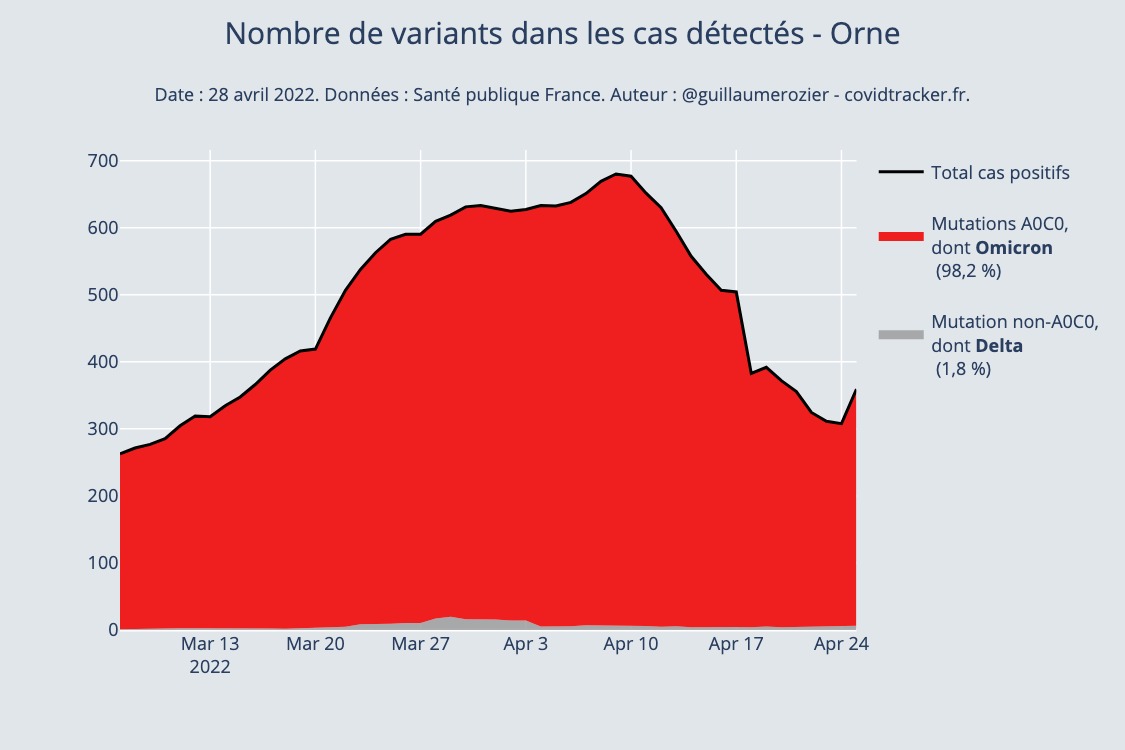 Nombre de variants dans les cas détectés - Orne
Date : 28 avril 2022. Données : Santé publique France. Auteur : @guillaumerozier - covidtracker.fr.
700
600
500
400
300
200
100
0
Mar 13
2022
Mar 20
Mar 27
Apr 3
Apr 10
Apr 17
Apr 24
Total cas positifs
Mutations A0C0,
dont Omicron
(98,2 %)
Mutation non-A0C0,
dont Delta
(1,8 %)